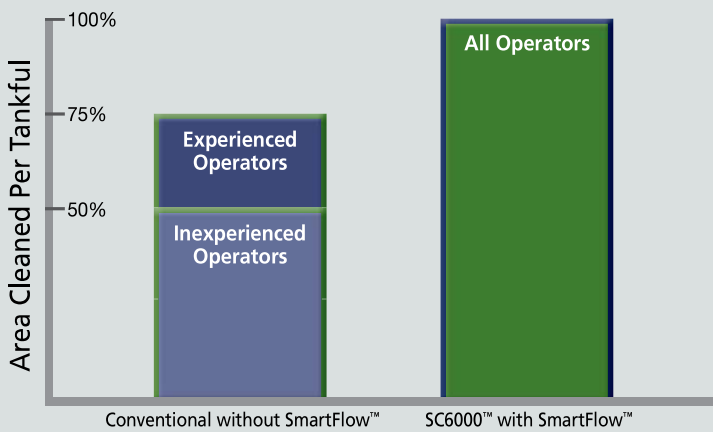 Area Cleaned Per Tankful
100%
75%
50%
Experienced
Operators
Inexperienced
Operators
All Operators
Conventional without SmartFlow™
SC6000™ with SmartFlow™